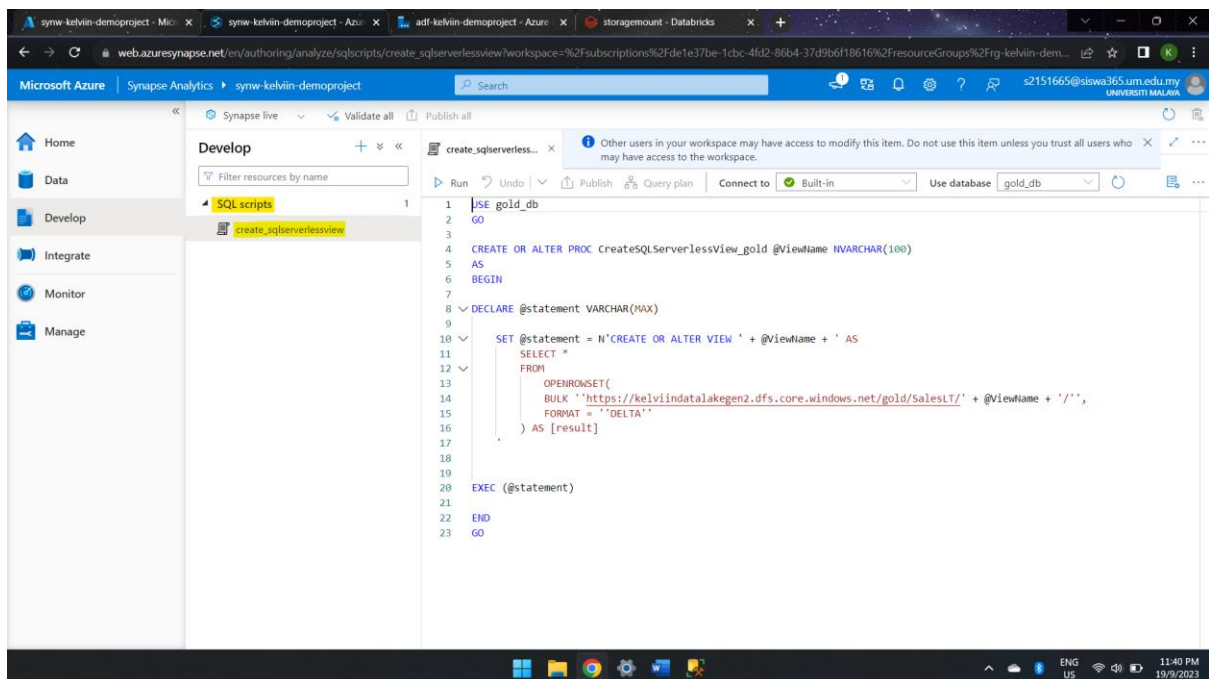 synw-kelviin-demoproject - Micr
synw-kelviin-demoproject - Azur
adf-kelviin-demoproject - Azure
storagemount - Databricks
web.azuresynapse.net/en/authoring/analyze/sqlscripts/create_sqlserverlessview?workspace=%2Fsubscriptions%2Fde1e37be-1cbc-4fd2-86b4-37d9b6f18616%2FresourceGroups%2Frg-kelviin-dem...
K
Microsoft Azure
Synapse Analytics
synw-kelviin-demoproject
Search
1
s2151665@siswa365.um.edu.my
UNIVERSITI MALAYA
Synapse live
Validate all
Publish all
Home
Data
Develop
Integrate
Monitor
Manage
Develop
Filter resources by name
SQL scripts 1
create_sqlserverlessview
create_sqlserverless...
Other users in your workspace may have access to modify this item. Do not use this item unless you trust all users who
may have access to the workspace.
Run
Undo
Publish
Query plan
Connect to
Built-in
Use database
gold_db
1 USE gold_db
2 GO
3
4 CREATE OR ALTER PROC CreateSQLServerlessView_gold @ViewName NVARCHAR(100)
5 AS
6 BEGIN
7
8 DECLARE @statement VARCHAR(MAX)
9
10 SET @statement = N'CREATE OR ALTER VIEW ' + @ViewName + ' AS
11 SELECT *
12 FROM
13 OPENROWSET(
14 BULK ''https://kelviindatalakegen2.dfs.core.windows.net/gold/SalesLT/' + @ViewName + '/'',
15 FORMAT = ''DELTA''
16 ) AS [result]
17 '
18
19
20 EXEC (@statement)
21
22 END
23 GO
ENG
US
11:40 PM
19/9/2023